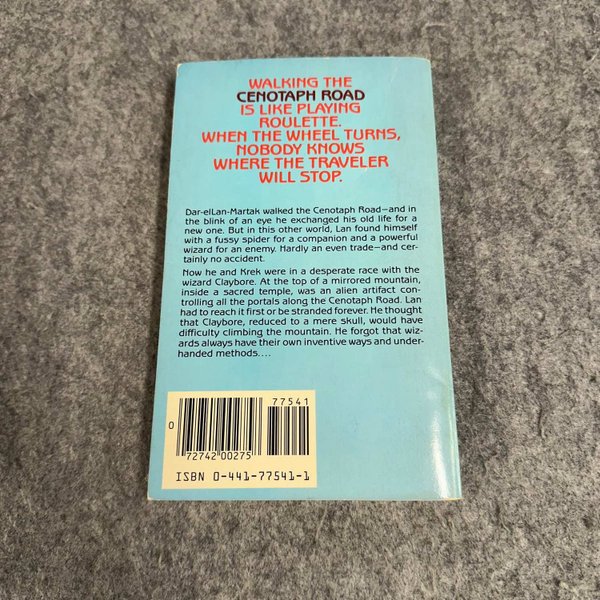 WALKING THE
CENOTAPH ROAD
IS LIKE PLAYING
ROULETTE.
WHEN THE WHEEL TURNS,
NOBODY KNOWS
WHERE THE TRAVELER
WILL STOP.
Dar-elLan-Martak walked the Cenotaph Road—and in
the blink of an eye he exchanged his old life for a
new one. But in this other world, Lan found himself
with a fussy spider for a companion and a powerful
wizard for an enemy. Hardly an even trade—and cer-
tainly no accident.
Now he and Krek were in a desperate race with the
wizard Claybore. At the top of a mirrored mountain,
inside a sacred temple, was an alien artifact con-
trolling all the portals along the Cenotaph Road. Lan
had to reach it first or be stranded forever. He thought
that Claybore, reduced to a mere skull, would have
difficulty climbing the mountain. He forgot that wiz-
ards always have their own inventive ways and under-
handed methods....
77541
0
72742 00275
ISBN 0-441-77541-1